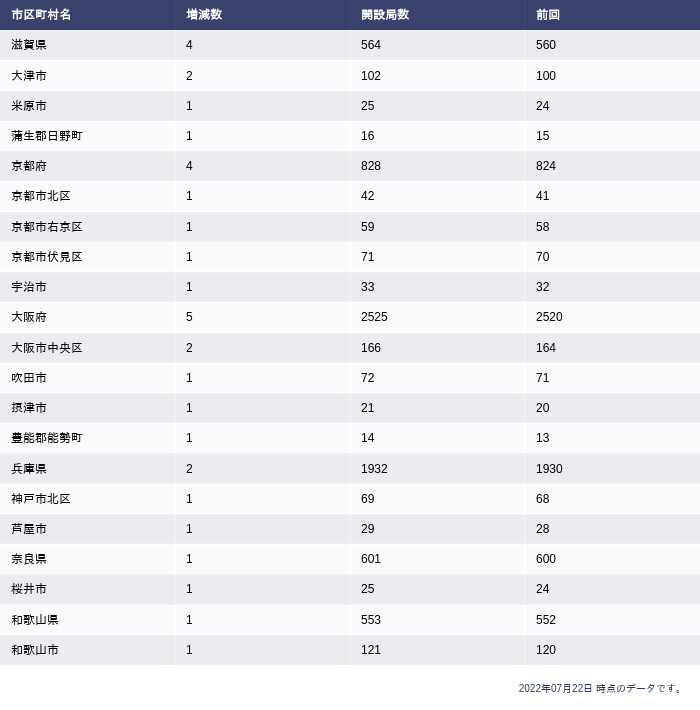 市区町村名 増減数 開設局数 前回
滋賀県 4 564 560
大津市 2 102 100
米原市 1 25 24
蒲生郡日野町 1 16 15
京都府 4 828 824
京都市北区 1 42 41
京都市右京区 1 59 58
京都市伏見区 1 71 70
宇治市 1 33 32
大阪府 5 2525 2520
大阪市中央区 2 166 164
吹田市 1 72 71
摂津市 1 21 20
豊能郡能勢町 1 14 13
兵庫県 2 1932 1930
神戸市北区 1 69 68
芦屋市 1 29 28
奈良県 1 601 600
桜井市 1 25 24
和歌山県 1 553 552
和歌山市 1 121 120
2022年07月22日 時点のデータです。